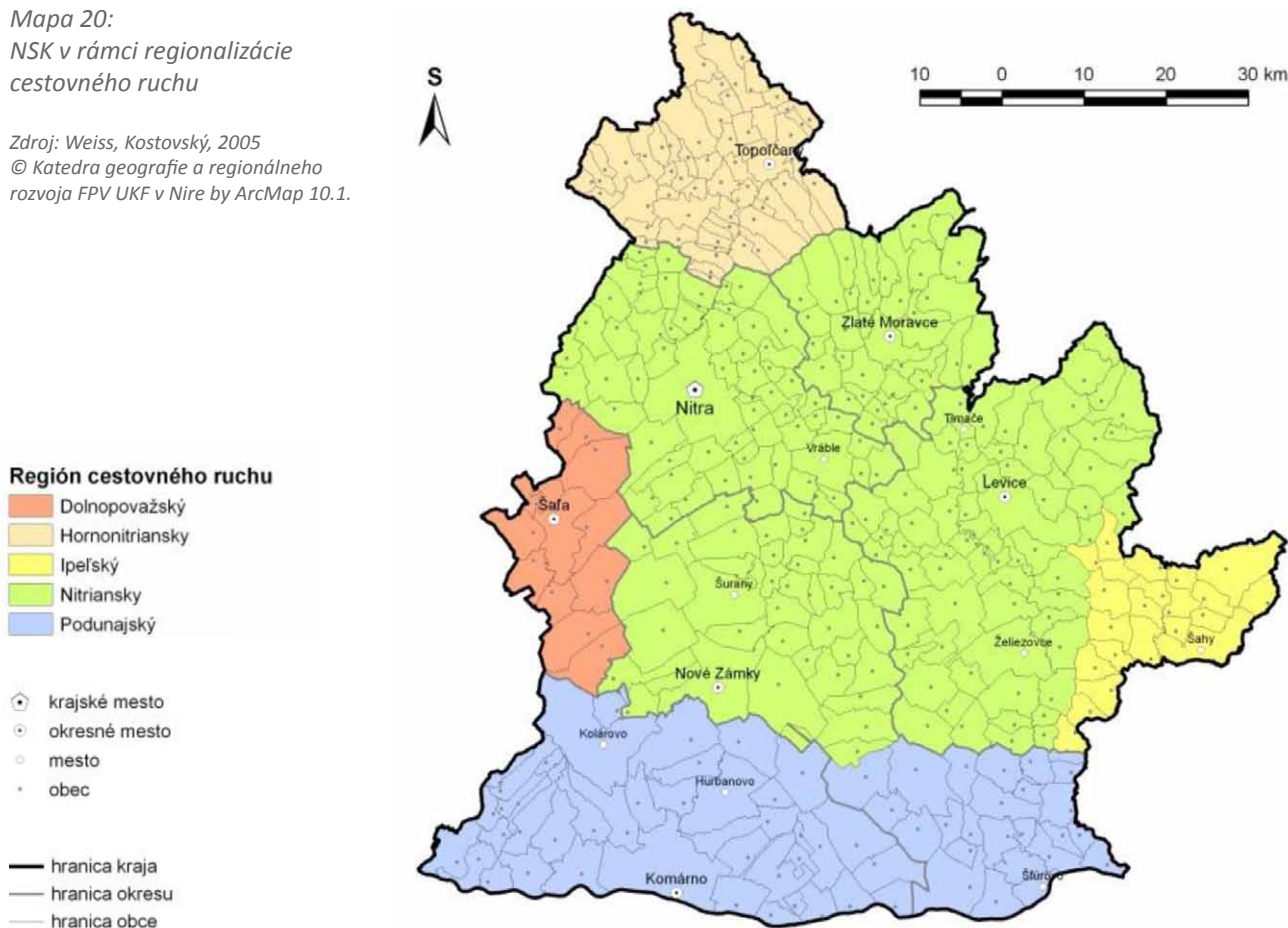 Mapa 20:
NSK v rámci regionalizácie
cestovného ruchu
Zdroj: Weiss, Kostovský, 2005
© Katedra geografie a regionálneho
rozvoja FPV UKF v Nire by ArcMap 10.1.
S
10 0 10 20 30 km
Topoľčany
Zlaté Moravce
Nitra
Tlmače
Vráble
Levice
Šaľa
Šurany
Želiezovce
Šahy
Nové Zámky
Kolárovo
Hurbanovo
Štúrovo
Komárno
Región cestovného ruchu
Dolnopovažský
Hornonitriansky
Ipeľský
Nitriansky
Podunajský
krajské mesto
okresné mesto
mesto
obec
hranica kraja
hranica okresu
hranica obce